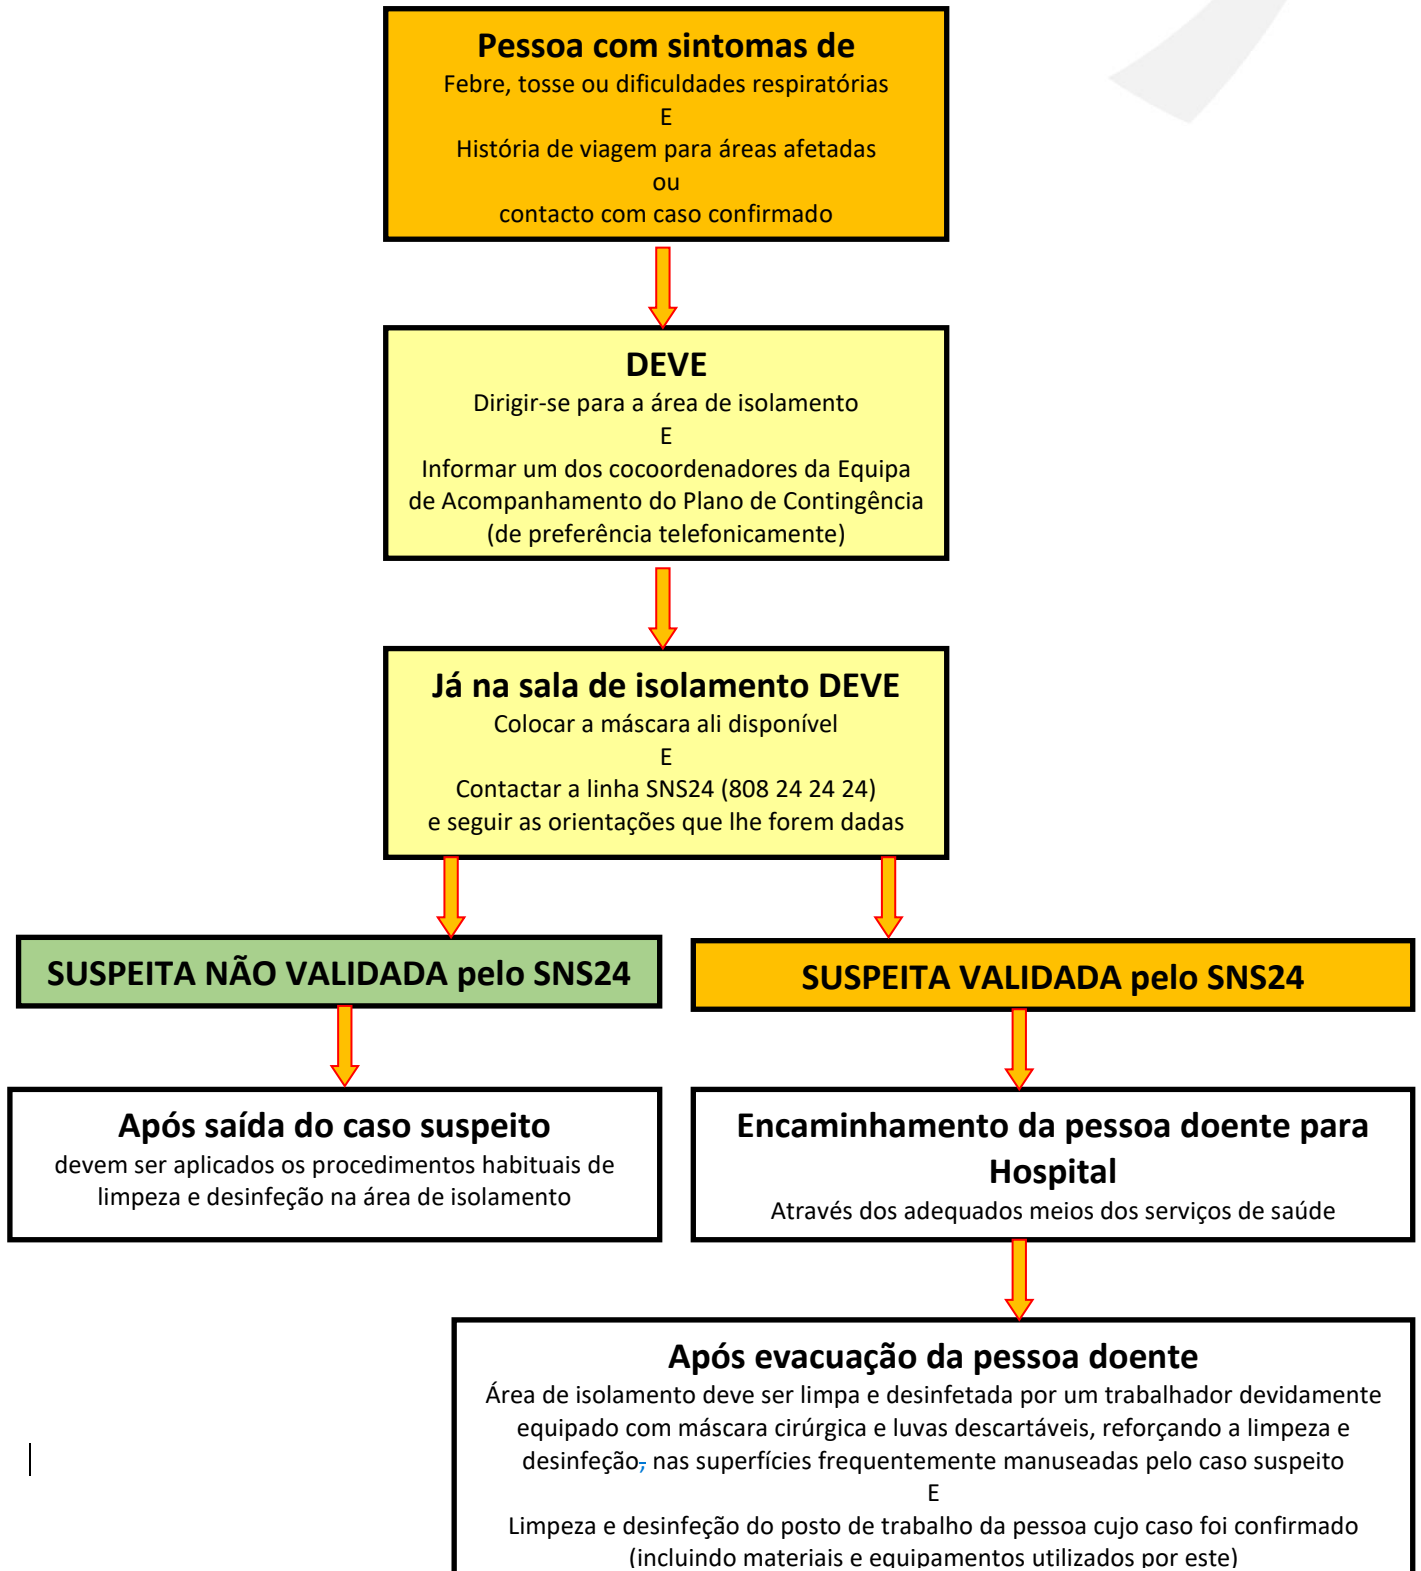 Pessoa com sintomas de
Febre, tosse ou dificuldades respiratórias
E
História de viagem para áreas afetadas
ou
contacto com caso confirmado
DEVE
Dirigir-se para a área de isolamento
E
Informar um dos cocoordenadores da Equipa
de Acompanhamento do Plano de Contingência
(de preferência telefonicamente)
Já na sala de isolamento DEVE
Colocar a máscara ali disponível
E
Contactar a linha SNS24 (808 24 24 24)
e seguir as orientações que lhe forem dadas
SUSPEITA NÃO VALIDADA pelo SNS24
SUSPEITA VALIDADA pelo SNS24
Após saída do caso suspeito
devem ser aplicados os procedimentos habituais de
limpeza e desinfeção na área de isolamento
Encaminhamento da pessoa doente para
Hospital
Através dos adequados meios dos serviços de saúde
Após evacuação da pessoa doente
Área de isolamento deve ser limpa e desinfetada por um trabalhador devidamente
equipado com máscara cirúrgica e luvas descartáveis, reforçando a limpeza e
desinfeção, nas superfícies frequentemente manuseadas pelo caso suspeito
E
Limpeza e desinfeção do posto de trabalho da pessoa cujo caso foi confirmado
(incluindo materiais e equipamentos utilizados por este)